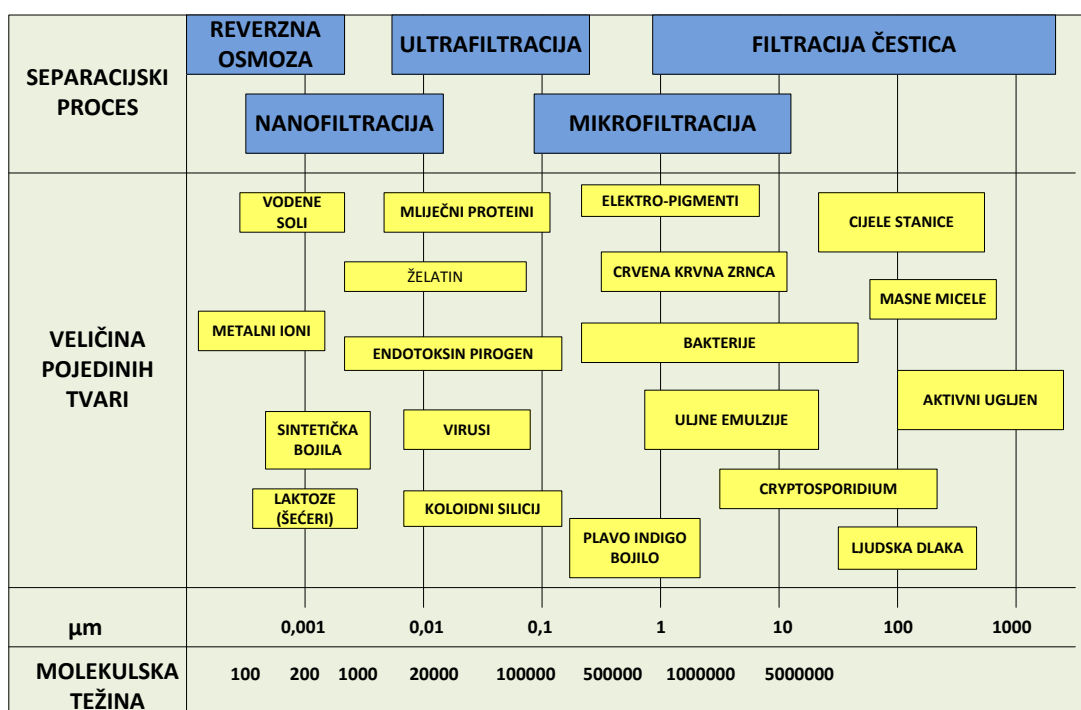 SEPARACIJSKI
PROCES
REVERZNA
OSMOZA
ULTRAFILTRACIJA
FILTRACIJA ČESTICA
NANOFILTRACIJA
MIKROFILTRACIJA
VELIČINA
POJEDINIH
TVARI
VODENE
SOLI
MLIJEČNI PROTEINI
ELEKTRO-PIGMENTI
CIJELE STANICE
ŽELATIN
CRVENA KRVNA ZRNCA
MASNE MICELE
METALNI IONI
ENDOTOKSIN PIROGEN
BAKTERIJE
AKTIVNI UGLJEN
SINTETIČKA
BOJILA
VIRUSI
ULJNE EMULZIJE
CRYPTOSPORIDIUM
LAKTOZE
(ŠEĆERI)
KOLOIDNI SILICIJ
PLAVO INDIGO
BOJILO
LJUDSKA DLAKA
µm 0,001 0,01 0,1 1 10 100 1000
MOLEKULSKA
TEŽINA
100 200 1000 20000 100000 500000 1000000 5000000